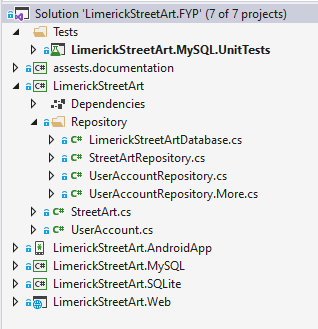 Solution 'LimerickStreetArt.FYP' (7 of 7 projects)
Tests
LimerickStreetArt.MySQL.UnitTests
assests.documentation
LimerickStreetArt
Dependencies
Repository
LimerickStreetArtDatabase.cs
StreetArtRepository.cs
UserAccountRepository.cs
UserAccountRepository.More.cs
StreetArt.cs
UserAccount.cs
LimerickStreetArt.AndroidApp
LimerickStreetArt.MySQL
LimerickStreetArt.SQLite
LimerickStreetArt.Web